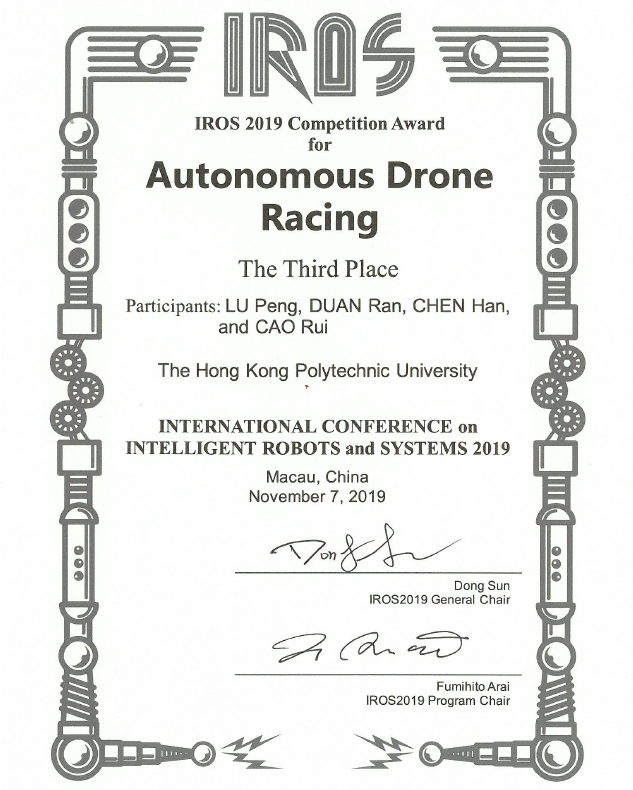 IROS
IROS 2019 Competition Award
for
Autonomous Drone
Racing
The Third Place
Participants: LU Peng, DUAN Ran, CHEN Han,
and CAO Rui
The Hong Kong Polytechnic University
INTERNATIONAL CONFERENCE on
INTELLIGENT ROBOTS and SYSTEMS 2019
Macau, China
November 7, 2019
Dong Sun
IROS2019 General Chair
Fumihito Arai
IROS2019 Program Chair